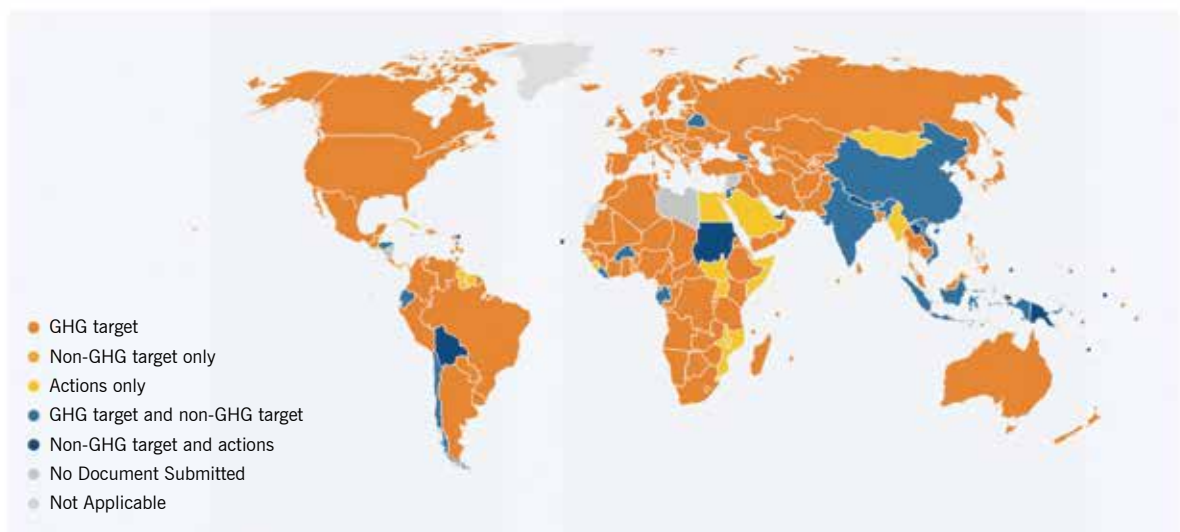 GHG target
Non-GHG target only
Actions only
GHG target and non-GHG target
Non-GHG target and actions
No Document Submitted
Not Applicable